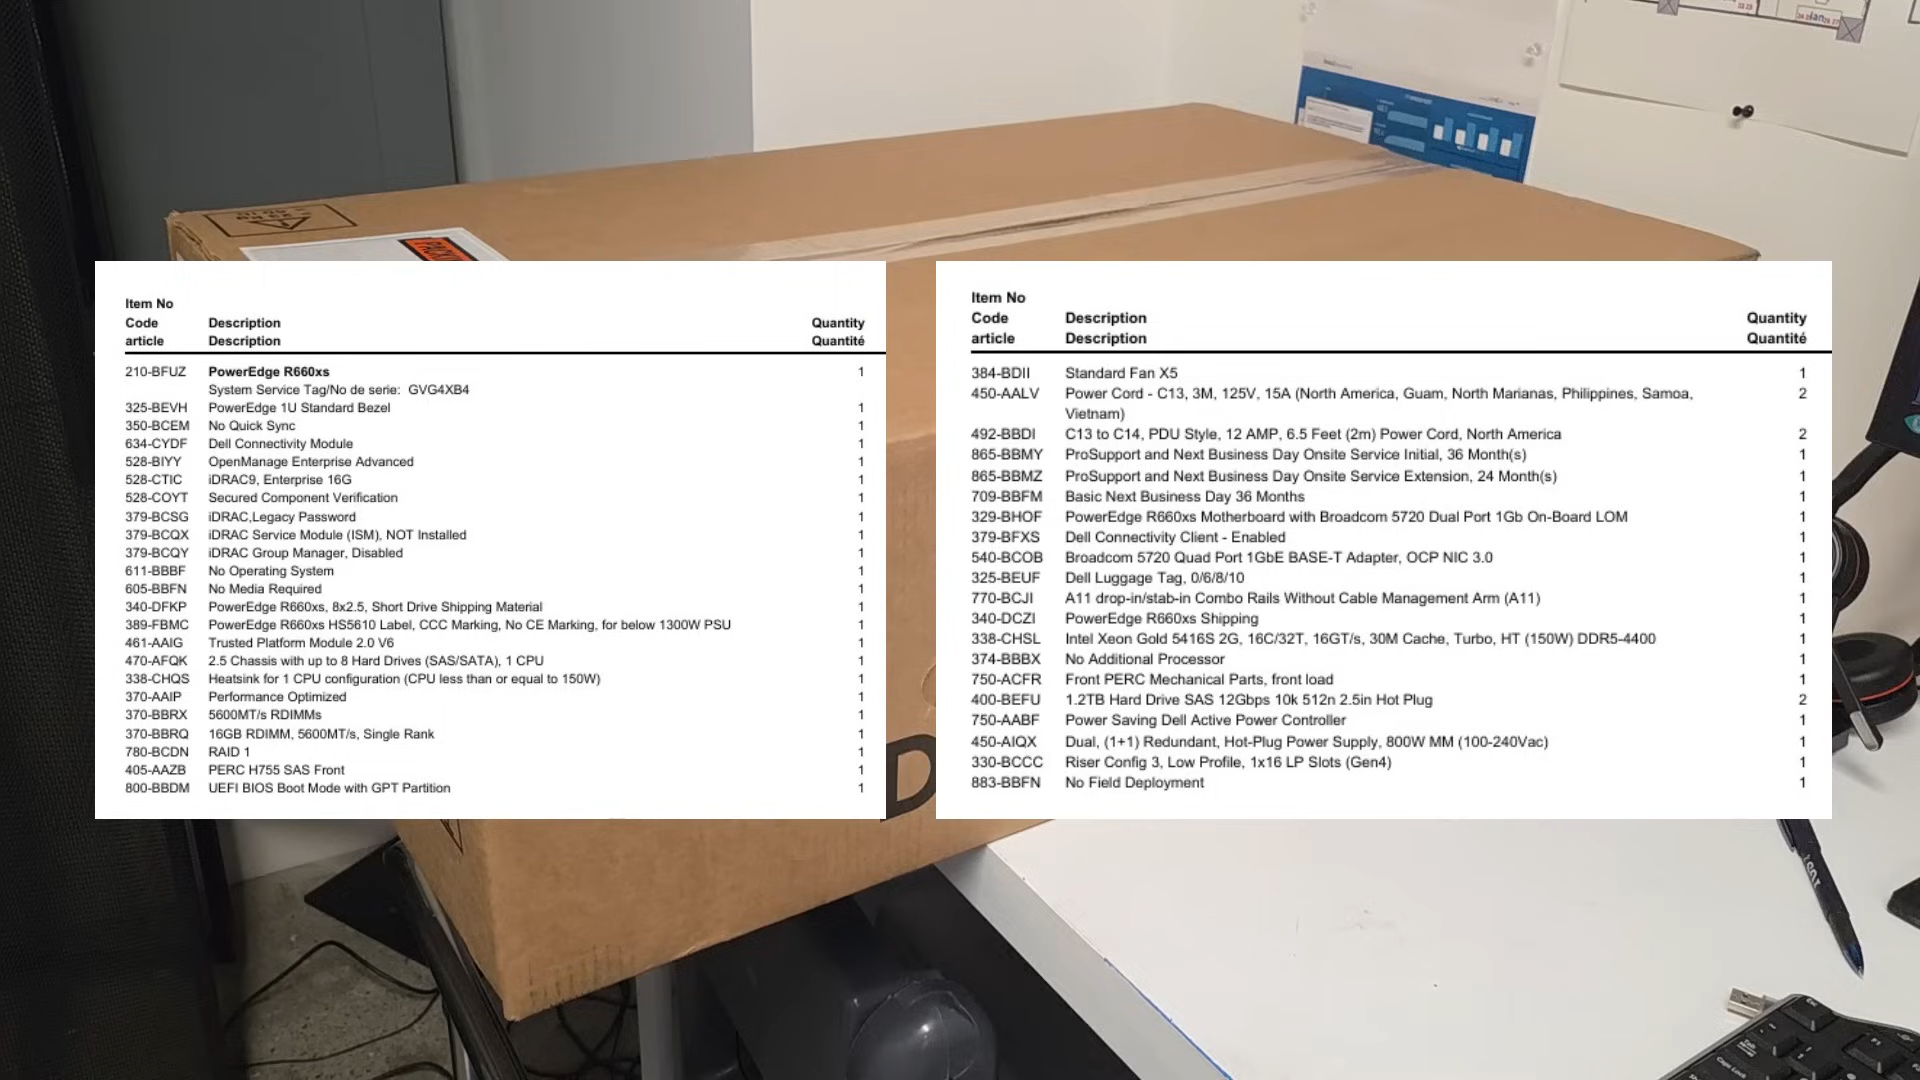 Item No
Code Description Quantity
article Description Quantité
210-BFUZ PowerEdge R660xs 1
System Service Tag/No de serie: GVG4XB4
325-BEVH PowerEdge 1U Standard Bezel 1
350-BCEM No Quick Sync 1
634-CYDF Dell Connectivity Module 1
528-BIYY OpenManage Enterprise Advanced 1
528-CTIC iDRAC9, Enterprise 16G 1
528-COYT Secured Component Verification 1
379-BCSG iDRAC,Legacy Password 1
379-BCQX iDRAC Service Module (ISM), NOT Installed 1
379-BCQY iDRAC Group Manager, Disabled 1
611-BBBF No Operating System 1
605-BBFN No Media Required 1
340-DFKP PowerEdge R660xs, 8x2.5, Short Drive Shipping Material 1
389-FBMC PowerEdge R660xs HS5610 Label, CCC Marking, No CE Marking, for below 1300W PSU 1
461-AAIG Trusted Platform Module 2.0 V6 1
470-AFQK 2.5 Chassis with up to 8 Hard Drives (SAS/SATA), 1 CPU 1
338-CHQS Heatsink for 1 CPU configuration (CPU less than or equal to 150W) 1
370-AAIP Performance Optimized 1
370-BBRX 5600MT/s RDIMMs 1
370-BBRQ 16GB RDIMM, 5600MT/s, Single Rank 1
780-BCDN RAID 1 1
405-AAZB PERC H755 SAS Front 1
800-BBDM UEFI BIOS Boot Mode with GPT Partition 1
Item No
Code Description Quantity
article Description Quantité
384-BDII Standard Fan X5 1
450-AALV Power Cord - C13, 3M, 125V, 15A (North America, Guam, North Marianas, Philippines, Samoa, 2
Vietnam)
492-BBDI C13 to C14, PDU Style, 12 AMP, 6.5 Feet (2m) Power Cord, North America 2
865-BBMY ProSupport and Next Business Day Onsite Service Initial, 36 Month(s) 1
865-BBMZ ProSupport and Next Business Day Onsite Service Extension, 24 Month(s) 1
709-BBFM Basic Next Business Day 36 Months 1
329-BHOF PowerEdge R660xs Motherboard with Broadcom 5720 Dual Port 1Gb On-Board LOM 1
379-BFXS Dell Connectivity Client - Enabled 1
540-BCOB Broadcom 5720 Quad Port 1GbE BASE-T Adapter, OCP NIC 3.0 1
325-BEUF Dell Luggage Tag, 0/6/8/10 1
770-BCJI A11 drop-in/stab-in Combo Rails Without Cable Management Arm (A11) 1
340-DCZI PowerEdge R660xs Shipping 1
338-CHSL Intel Xeon Gold 5416S 2G, 16C/32T, 16GT/s, 30M Cache, Turbo, HT (150W) DDR5-4400 1
374-BBBX No Additional Processor 1
750-ACFR Front PERC Mechanical Parts, front load 1
400-BEFU 1.2TB Hard Drive SAS 12Gbps 10k 512n 2.5in Hot Plug 2
750-AABF Power Saving Dell Active Power Controller 1
450-AIQX Dual, (1+1) Redundant, Hot-Plug Power Supply, 800W MM (100-240Vac) 1
330-BCCC Riser Config 3, Low Profile, 1x16 LP Slots (Gen4) 1
883-BBFN No Field Deployment 1